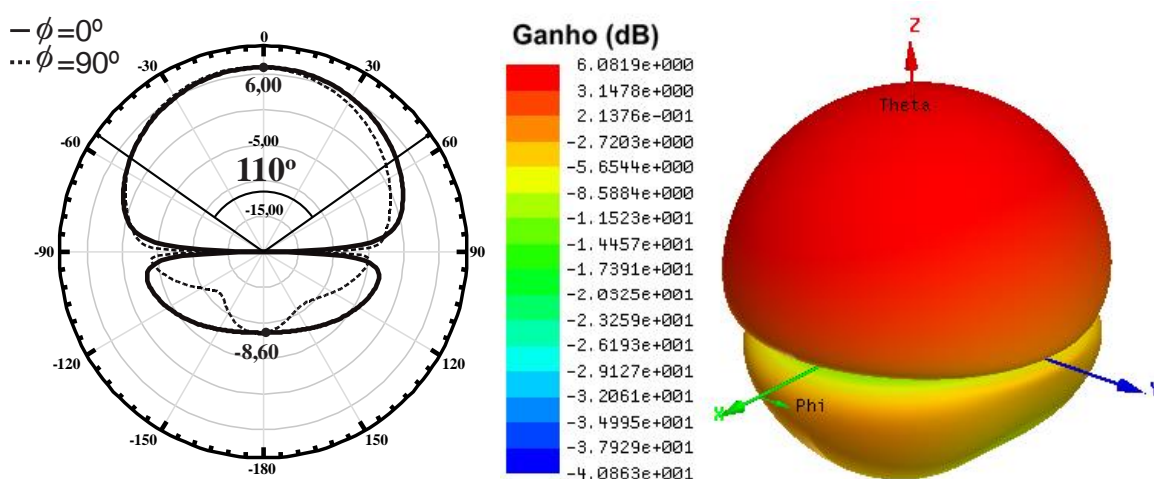 ϕ=0º
ϕ=90º
0
-30
30
6,00
-60
60
-5,00
110º
-15,00
-90
90
-8,60
-120
120
-150
150
-180
Ganho (dB)
6.0819e+000
3.1478e+000
2.1376e-001
-2.7203e+000
-5.6544e+000
-8.5884e+000
-1.1523e+001
-1.4457e+001
-1.7391e+001
-2.0325e+001
-2.3259e+001
-2.6193e+001
-2.9127e+001
-3.2061e+001
-3.4995e+001
-3.7929e+001
-4.0863e+001
Z
Theta
X
Phi
Y